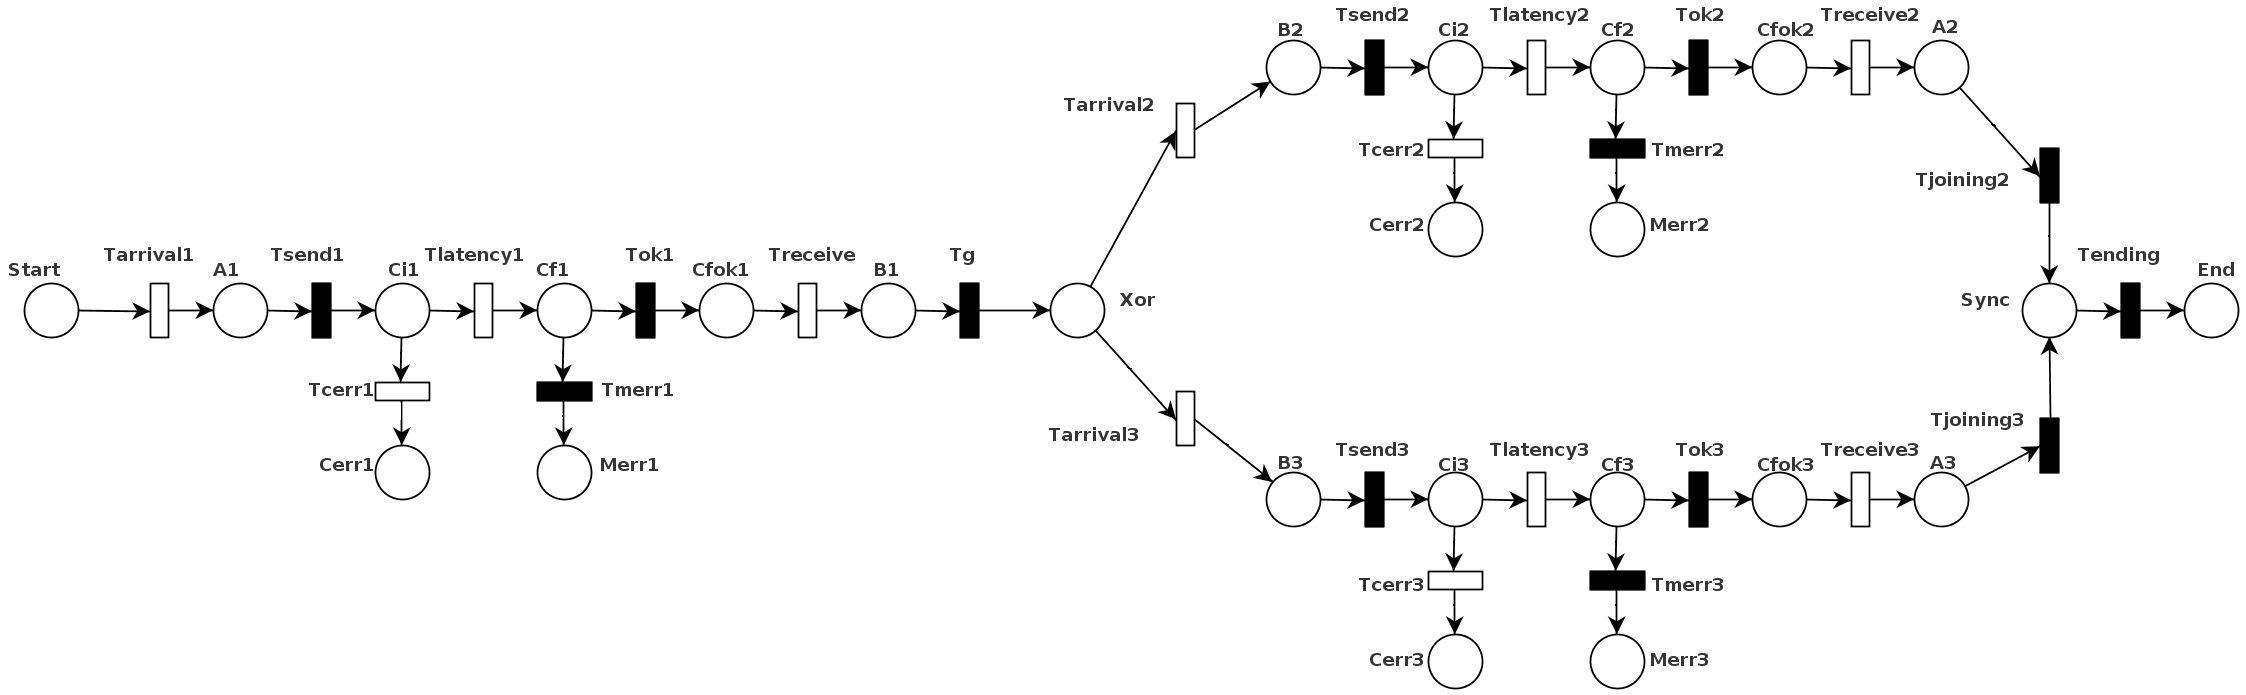 Tsend2 Tlatency2 Tok2 Treceive2
B2 Ci2 Cf2 Cfok2 A2
Tarrival2
Tcerr2 Tmerr2
Tjoining2
Cerr2 Merr2
Tarrival1 Tsend1 Tlatency1 Tok1 Treceive Tg Tending
Start A1 Ci1 Cf1 Cfok1 B1 End
Xor Sync
Tcerr1 Tmerr1
Tjoining3
Tarrival3
Tsend3 Tlatency3 Tok3 Treceive3
Cerr1 Merr1 B3 Ci3 Cf3 Cfok3 A3
Tcerr3 Tmerr3
Cerr3 Merr3